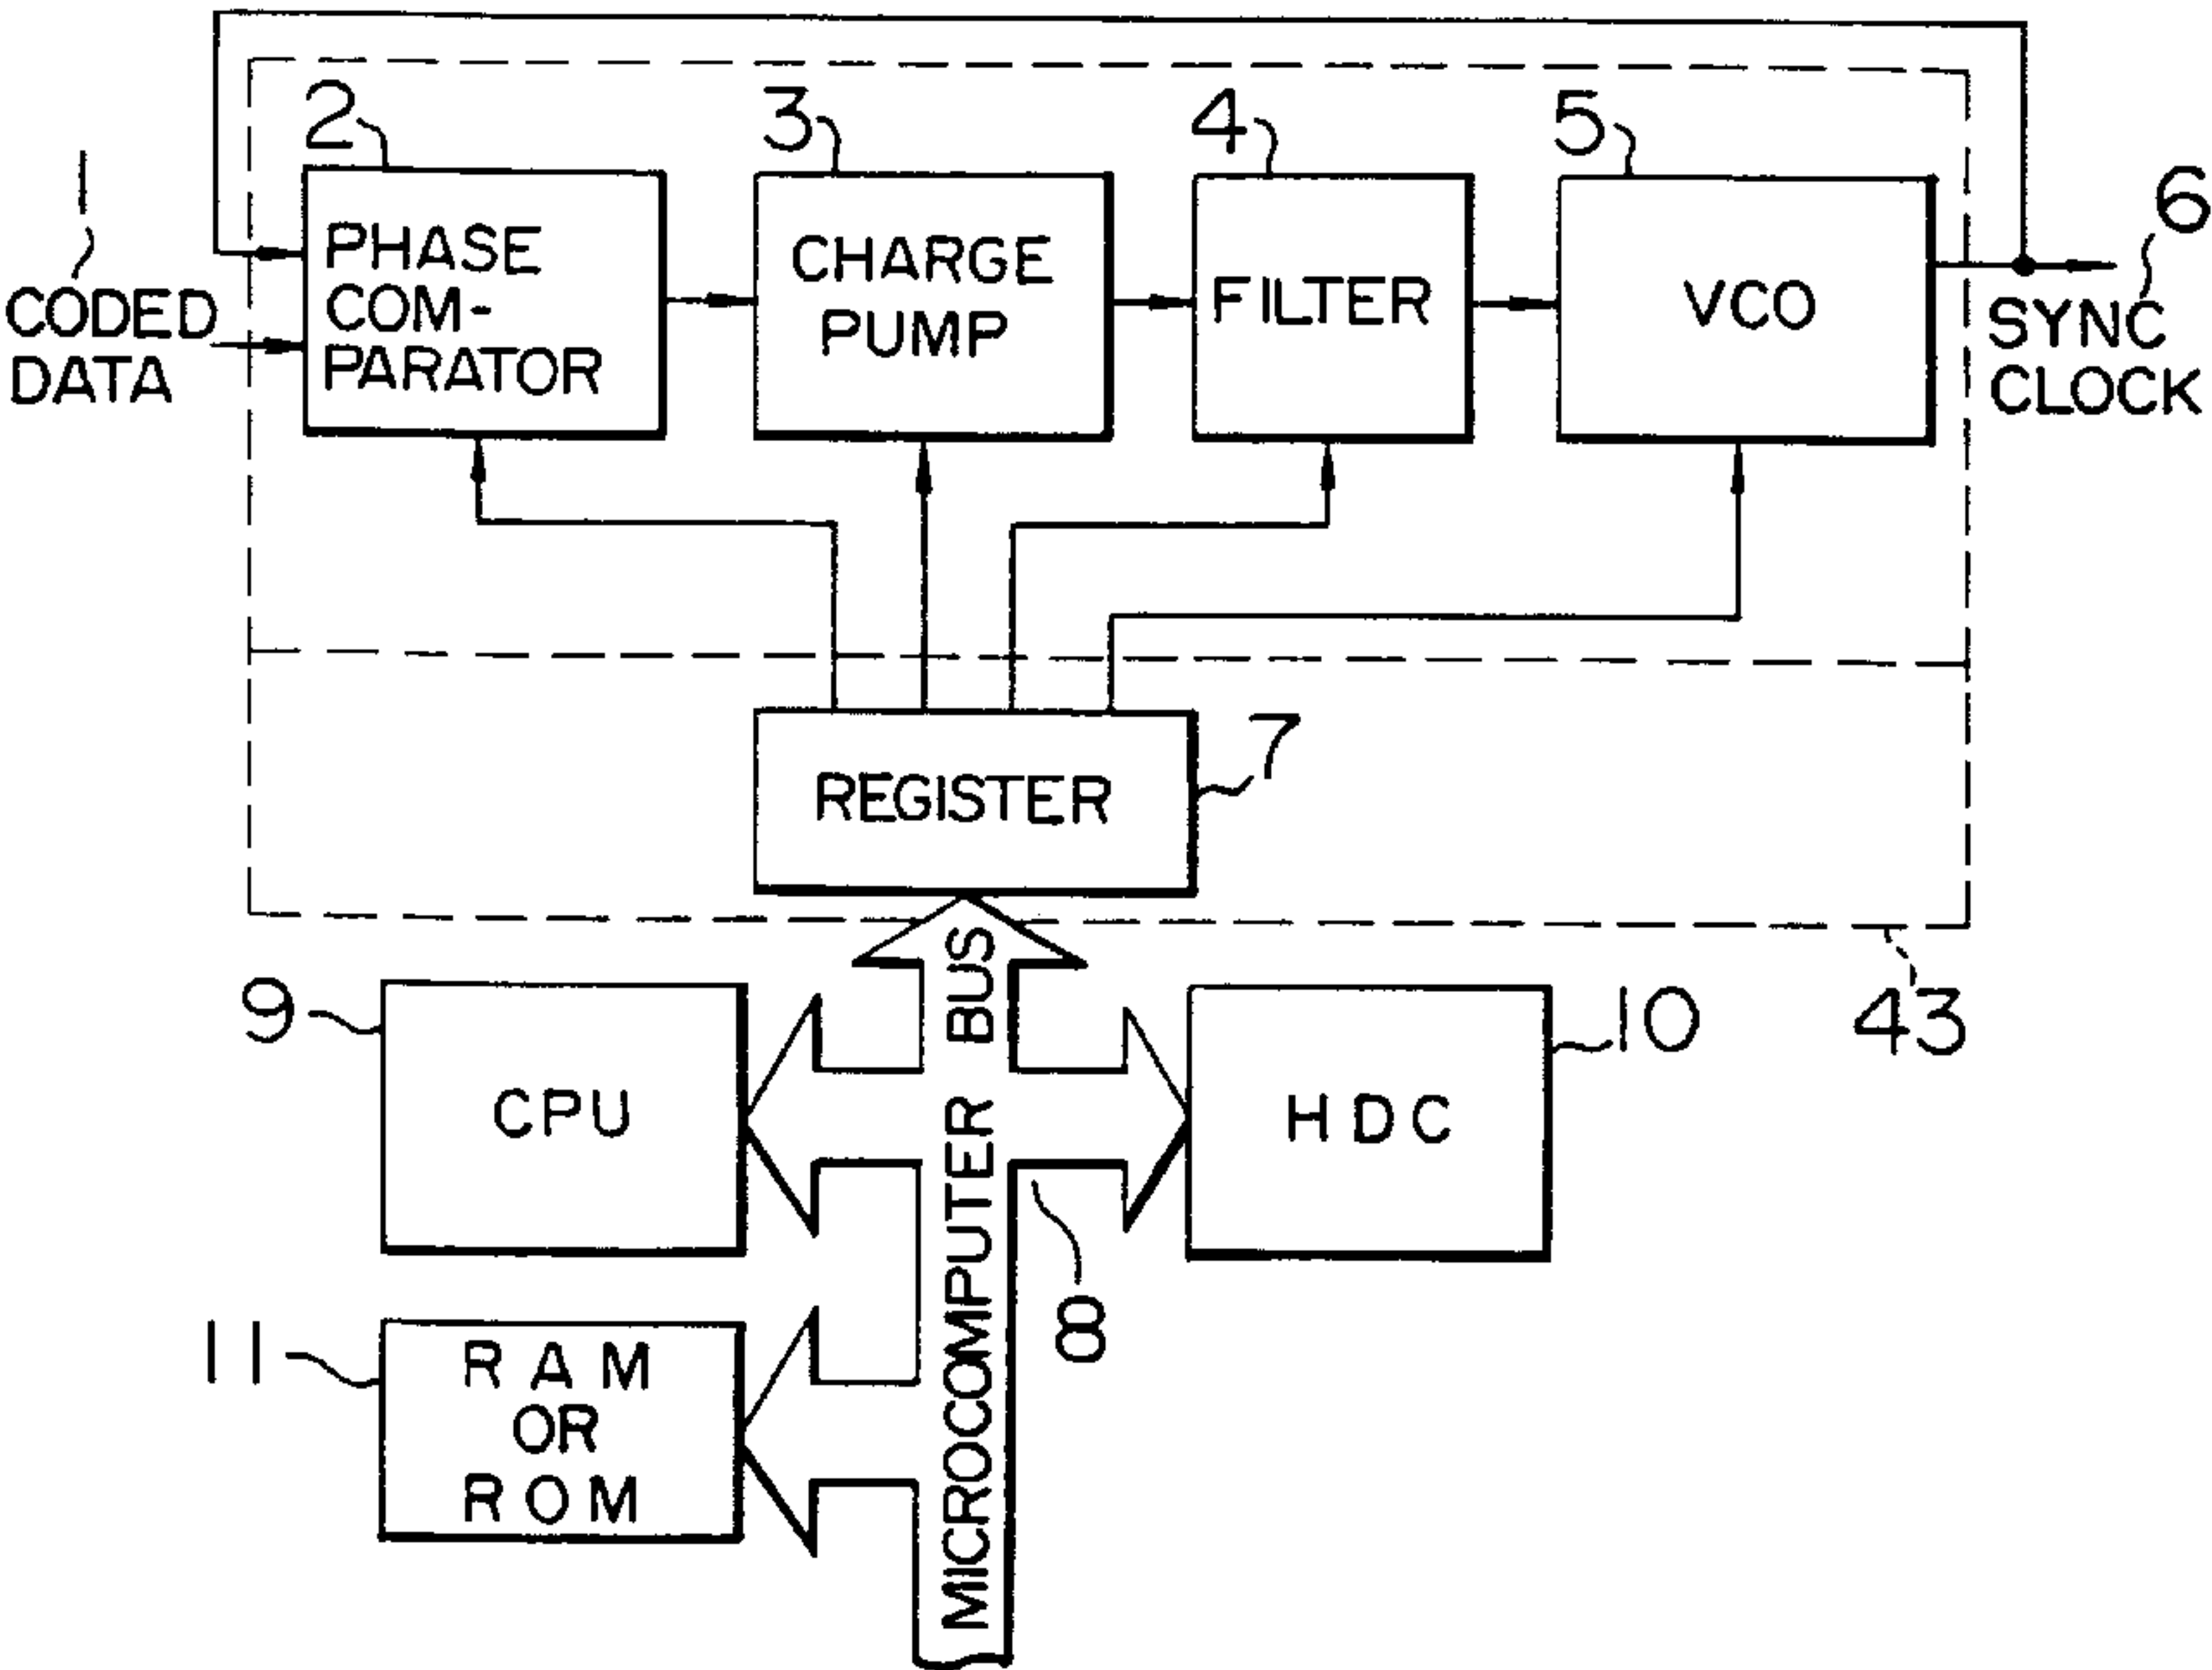 2
3
4
5
1
6
PHASE
COM-
PARATOR
CHARGE
PUMP
FILTER
VCO
CODED
DATA
SYNC
CLOCK
REGISTER
7
43
MICROCOMPUTER BUS
9
CPU
HDC
10
8
11
RAM
OR
ROM